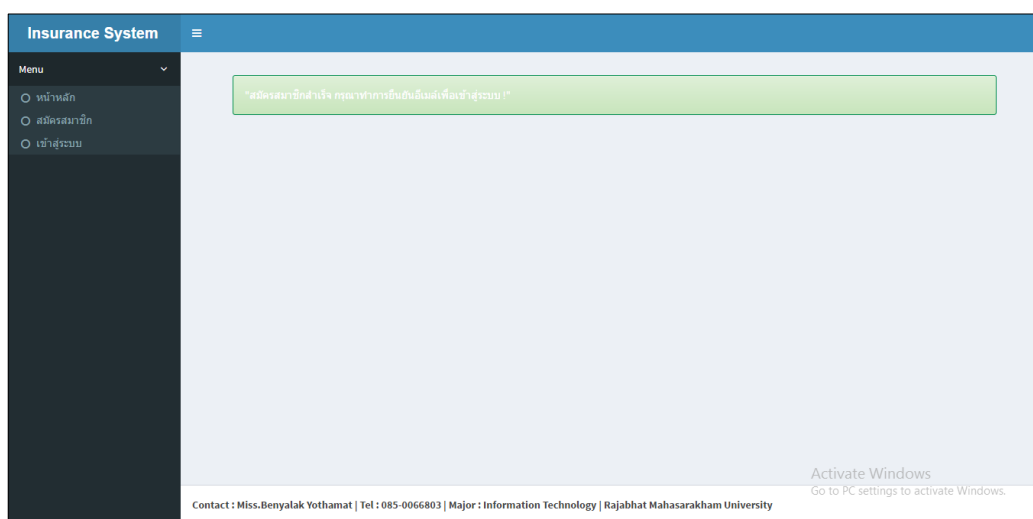 Insurance System
Menu
หน้าหลัก
สมัครสมาชิก
เข้าสู่ระบบ
"สมัครสมาชิกสำเร็จ กรุณาทำการยืนยันอีเมล์เพื่อเข้าสู่ระบบ !"
Activate Windows
Go to PC settings to activate Windows.
Contact : Miss.Benyalak Yothamat | Tel : 085-0066803 | Major : Information Technology | Rajabhat Mahasarakham University